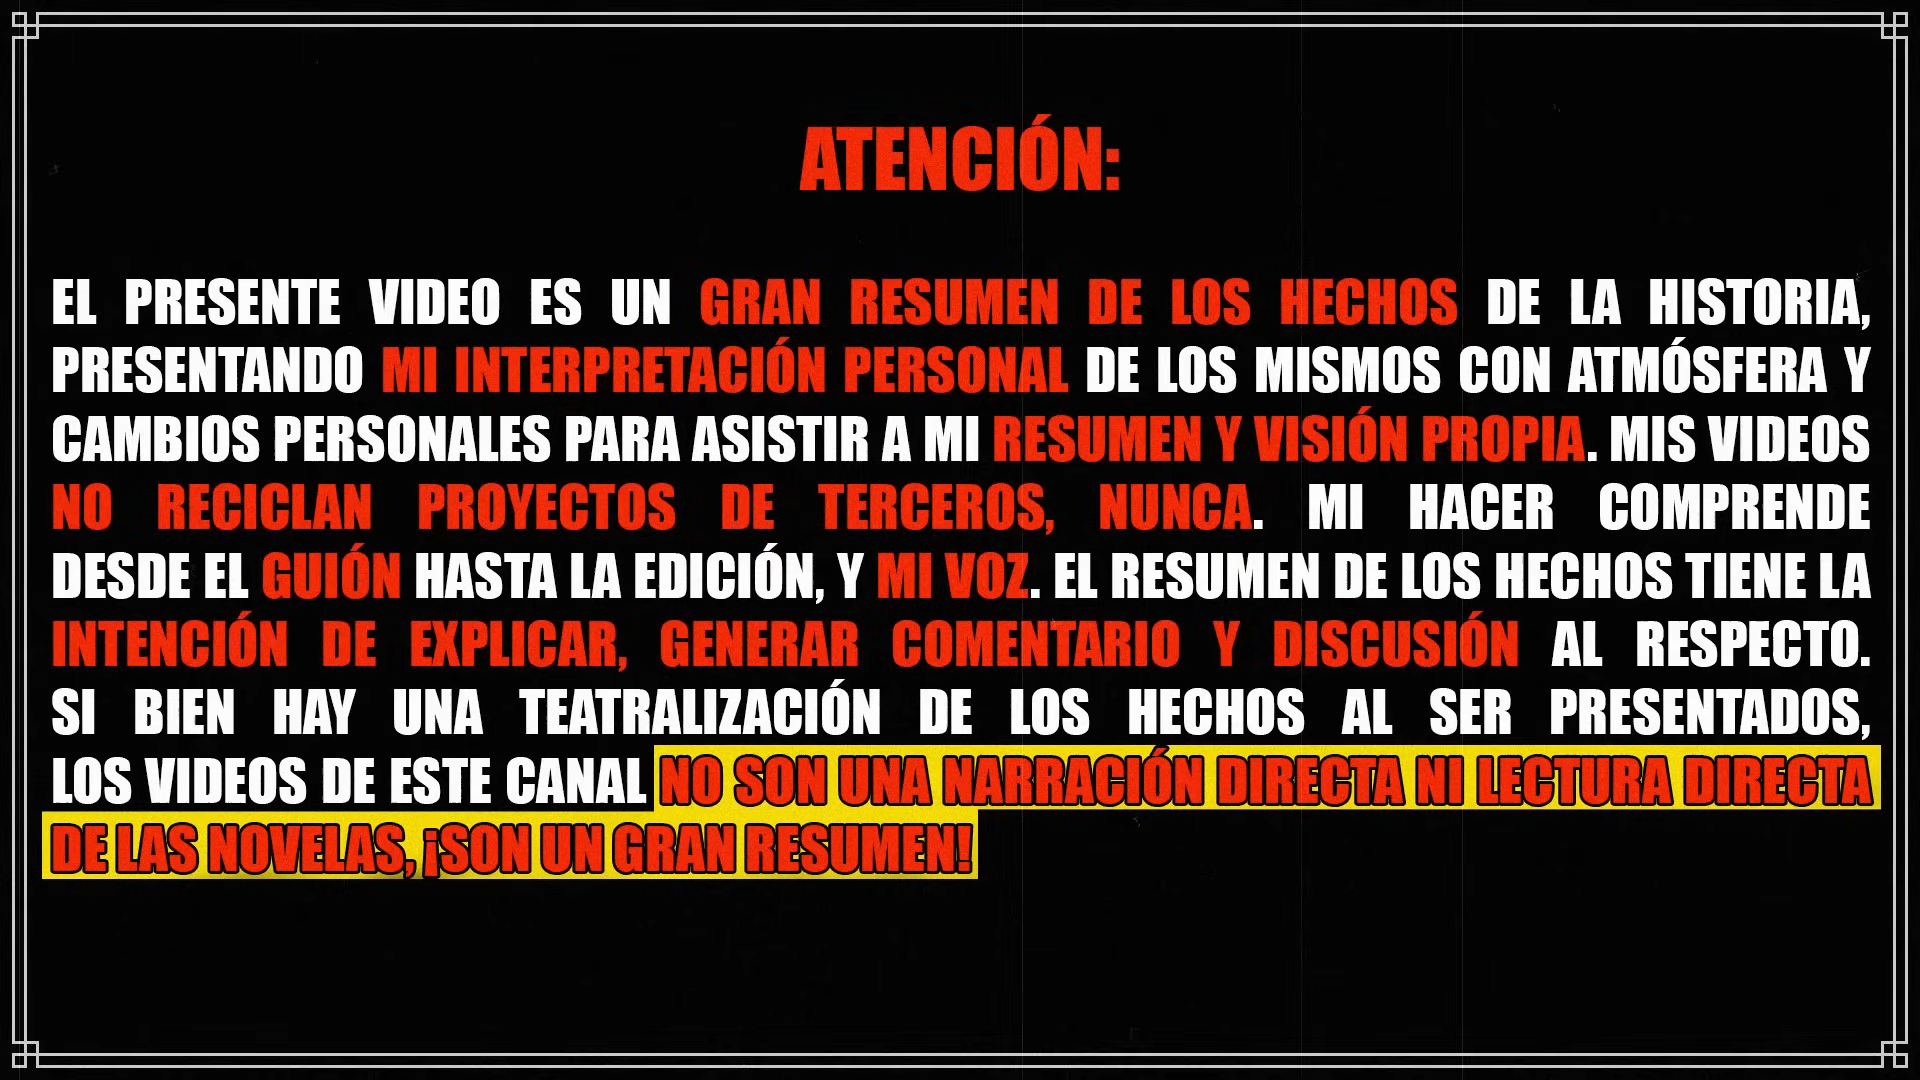 ATENCIÓN:
EL PRESENTE VIDEO ES UN GRAN RESUMEN DE LOS HECHOS DE LA HISTORIA,
PRESENTANDO MI INTERPRETACIÓN PERSONAL DE LOS MISMOS CON ATMÓSFERA Y
CAMBIOS PERSONALES PARA ASISTIR A MI RESUMEN Y VISIÓN PROPIA. MIS VIDEOS
NO RECICLAN PROYECTOS DE TERCEROS, NUNCA. MI HACER COMPRENDE
DESDE EL GUIÓN HASTA LA EDICIÓN, Y MI VOZ. EL RESUMEN DE LOS HECHOS TIENE LA
INTENCIÓN DE EXPLICAR, GENERAR COMENTARIO Y DISCUSIÓN AL RESPECTO.
SI BIEN HAY UNA TEATRALIZACIÓN DE LOS HECHOS AL SER PRESENTADOS,
LOS VIDEOS DE ESTE CANAL NO SON UNA NARRACIÓN DIRECTA NI LECTURA DIRECTA
DE LAS NOVELAS, ¡SON UN GRAN RESUMEN!